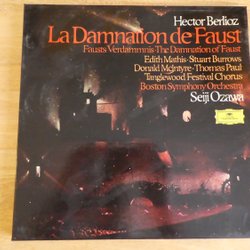 Hector Berlioz
La Damnation de Faust
Fausts Verdammnis·The Damnation of Faust
Edith Mathis·Stuart Burrows
Donald McIntyre·Thomas Paul
Tanglewood Festival Chorus
Boston Symphony Orchestra
Seiji Ozawa